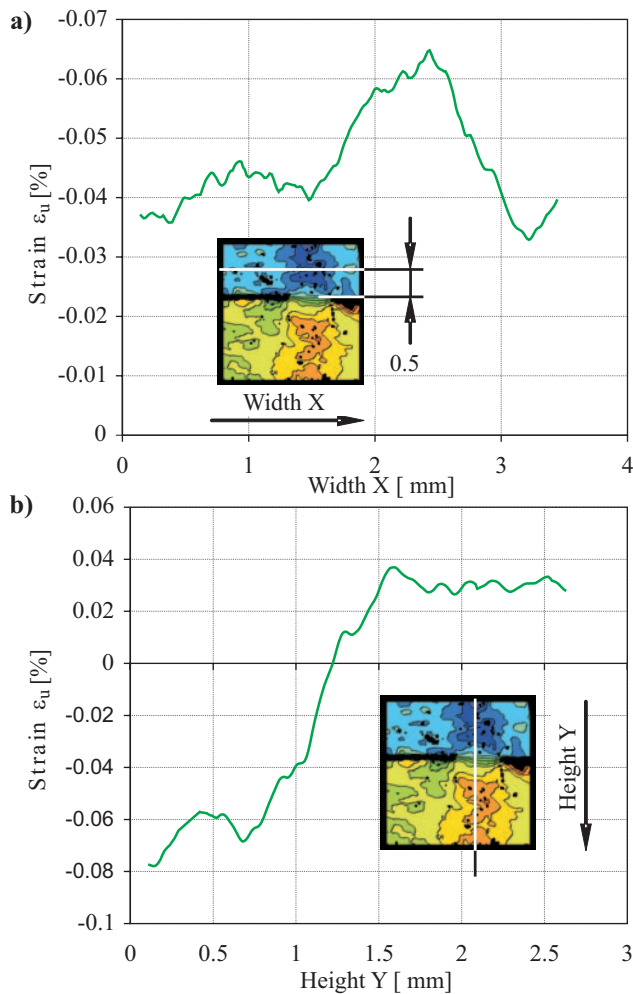 a)
-0.07
-0.06
-0.05
-0.04
-0.03
-0.02
-0.01
0
Strain εu [%]
0.5
Width X
0 1 2 3 4
Width X [ mm]
b)
0.06
0.04
0.02
0
-0.02
-0.04
-0.06
-0.08
-0.1
Strain εu [%]
Height Y
0 0.5 1 1.5 2 2.5 3
Height Y [ mm]